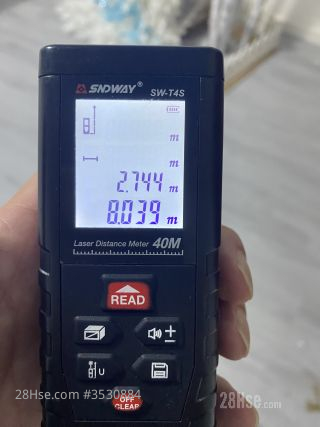 SNDWAY®
SW-T4S
m
m
2.744 m
8.039 m
Laser Distance Meter 40M
READ
U
OFF
CLEAR
28Hse.com #3530884
28Hse.com